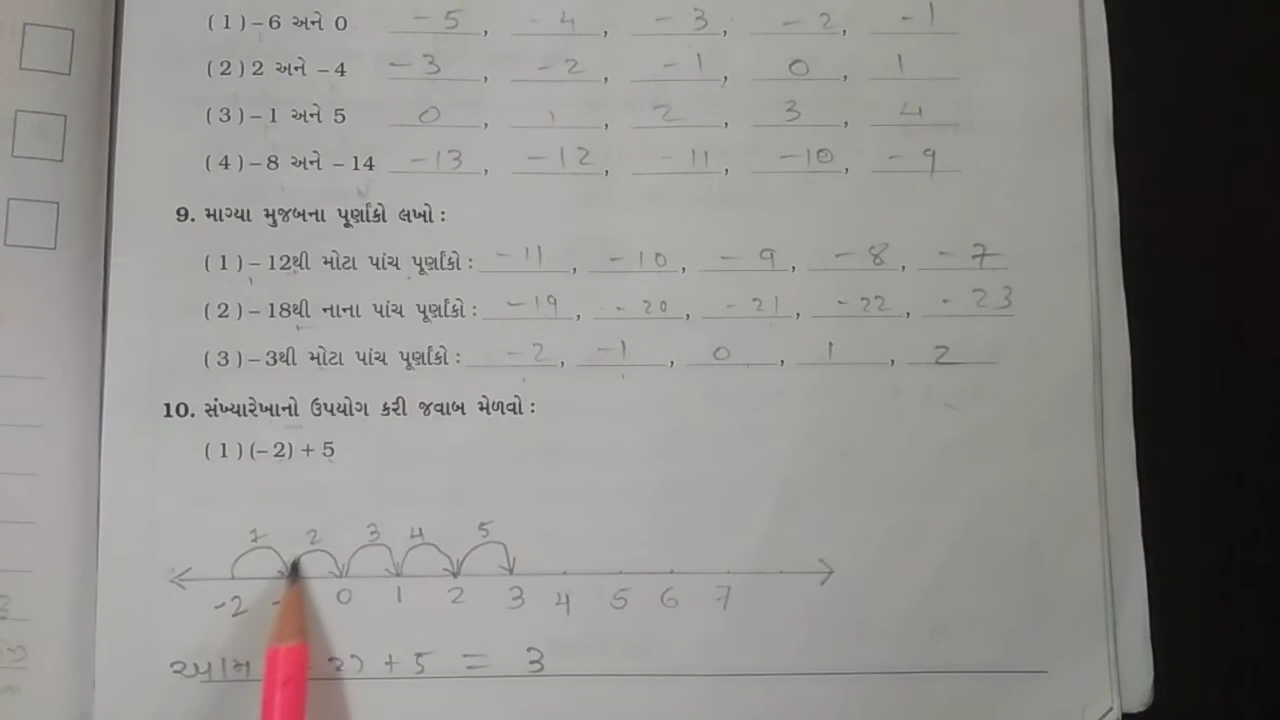 (1) – 6 અને 0 -5, -4, -3, -2, -1
(2) 2 અને – 4 -3, -2, -1, 0, 1
(3) – 1 અને 5 0, 1, 2, 3, 4
(4) – 8 અને – 14 -13, -12, -11, -10, -9
9. માગ્યા મુજબના પૂર્ણાંકો લખો :
(1) – 12થી મોટા પાંચ પૂર્ણાંકો : -11, -10, -9, -8, -7
(2) – 18થી નાના પાંચ પૂર્ણાંકો : -19, -20, -21, -22, -23
(3) – 3થી મોટા પાંચ પૂર્ણાંકો : -2, -1, 0, 1, 2
10. સંખ્યારેખાનો ઉપયોગ કરી જવાબ મેળવો :
(1) (– 2) + 5
1 2 3 4 5
-2 - 0 1 2 3 4 5 6 7
આમ 2) + 5 = 3